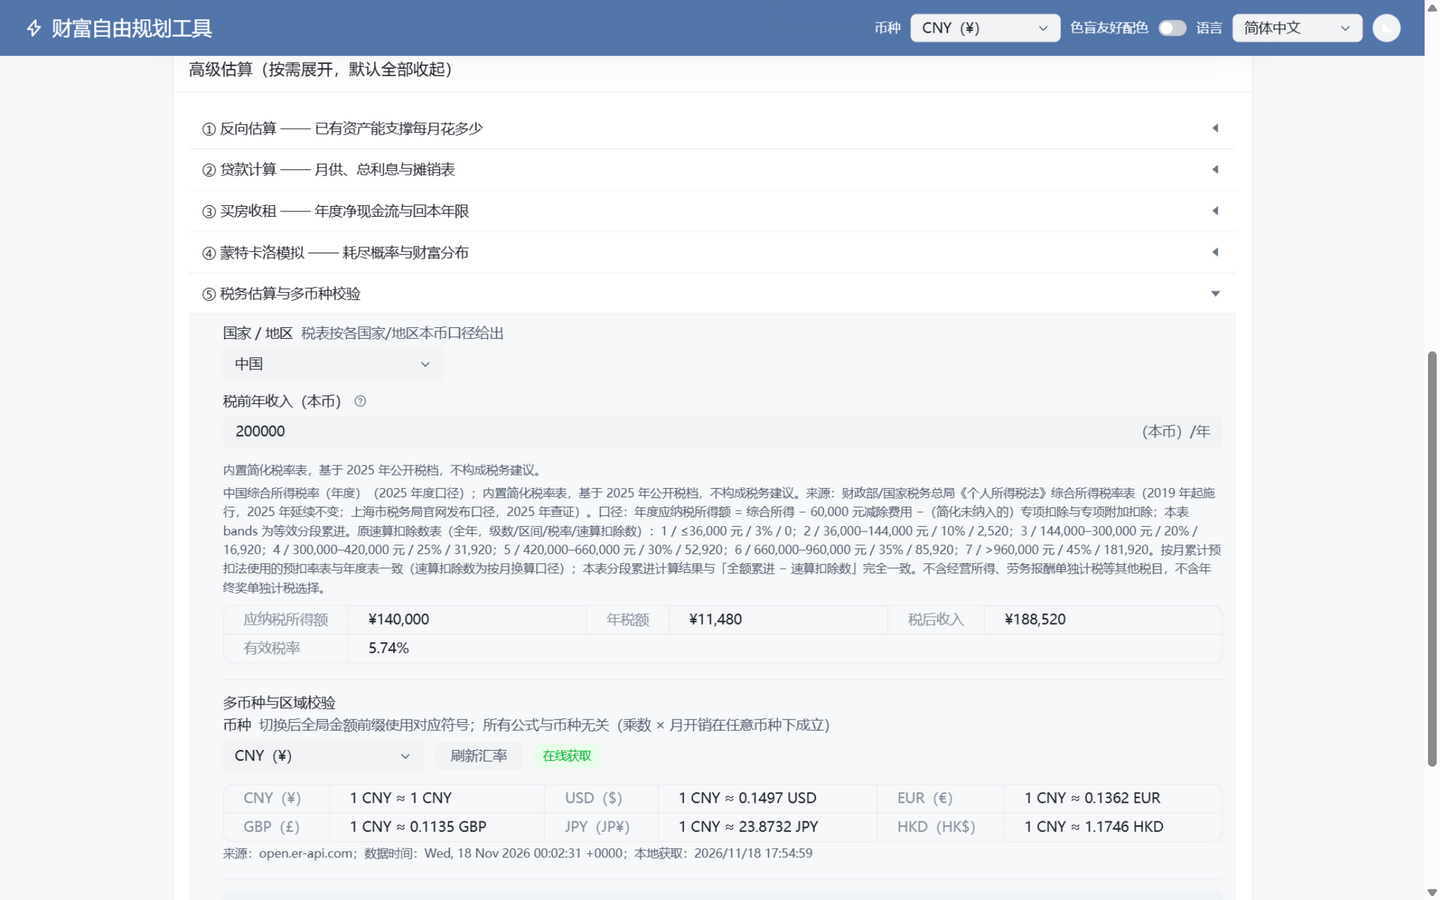 财富自由规划工具
币种 CNY (¥) 色盲友好配色 语言 简体中文
高级估算（按需展开，默认全部收起）
① 反向估算 —— 已有资产能支撑每月花多少
② 贷款计算 —— 月供、总利息与摊销表
③ 买房收租 —— 年度净现金流与回本年限
④ 蒙特卡洛模拟 —— 耗尽概率与财富分布
⑤ 税务估算与多币种校验
国家 / 地区 税表按各国家/地区本币口径给出
中国
税前年收入（本币）
200000 （本币）/年
内置简化税率表，基于 2025 年公开税档，不构成税务建议。
中国综合所得税率（年度）（2025 年度口径）；内置简化税率表，基于 2025 年公开税档，不构成税务建议。来源：财政部/国家税务总局《个人所得税法》综合所得税率表（2019 年起施
行，2025 年延续不变；上海市税务局官网发布口径，2025 年查证）。口径：年度应纳税所得额 = 综合所得 − 60,000 元减除费用 −（简化未纳入的）专项扣除与专项附加扣除；本表
bands 为等效分段累进。原速算扣除数表（全年，级数/区间/税率/速算扣除数）：1 / ≤36,000 元 / 3% / 0；2 / 36,000–144,000 元 / 10% / 2,520；3 / 144,000–300,000 元 / 20% /
16,920；4 / 300,000–420,000 元 / 25% / 31,920；5 / 420,000–660,000 元 / 30% / 52,920；6 / 660,000–960,000 元 / 35% / 85,920；7 / >960,000 元 / 45% / 181,920。按月累计预
扣法使用的预扣率表与年度表一致（速算扣除数为按月换算口径）；本表分段累进计算结果与「全额累进 − 速算扣除数」完全一致。不含经营所得、劳务报酬单独计税等其他税目，不含年
终奖单独计税选择。
应纳税所得额 ¥140,000 年税额 ¥11,480 税后收入 ¥188,520
有效税率 5.74%
多币种与区域校验
币种 切换后全局金额前缀使用对应符号；所有公式与币种无关（乘数 × 月开销在任意币种下成立）
CNY (¥) 刷新汇率 在线获取
CNY (¥) 1 CNY ≈ 1 CNY USD ($) 1 CNY ≈ 0.1497 USD EUR (€) 1 CNY ≈ 0.1362 EUR
GBP (£) 1 CNY ≈ 0.1135 GBP JPY (JP¥) 1 CNY ≈ 23.8732 JPY HKD (HK$) 1 CNY ≈ 1.1746 HKD
来源：open.er-api.com；数据时间：Wed, 18 Nov 2026 00:02:31 +0000；本地获取：2026/11/18 17:54:59